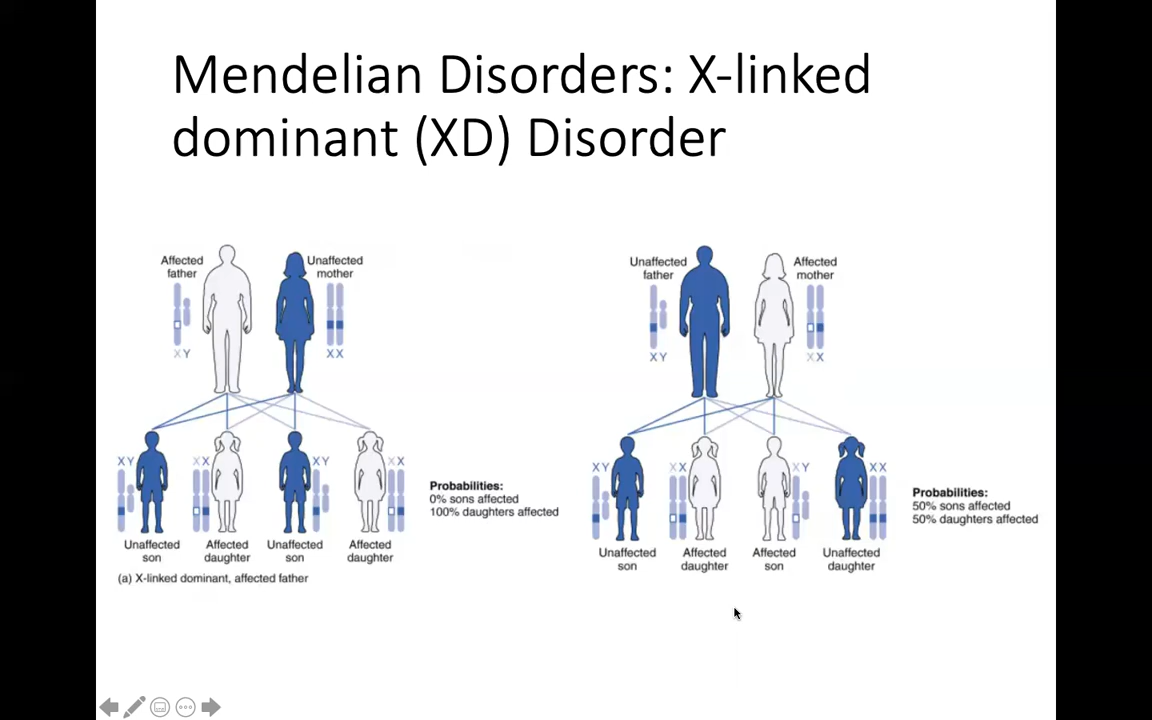 Mendelian Disorders: X-linked
dominant (XD) Disorder
Affected
father
Unaffected
mother
XY
XX
XY
XX
XY
XX
Unaffected
son
Affected
daughter
Unaffected
son
Affected
daughter
Probabilities:
0% sons affected
100% daughters affected
(a) X-linked dominant, affected father
Unaffected
father
Affected
mother
XY
XX
XY
XX
XY
XX
Unaffected
son
Affected
daughter
Affected
son
Unaffected
daughter
Probabilities:
50% sons affected
50% daughters affected